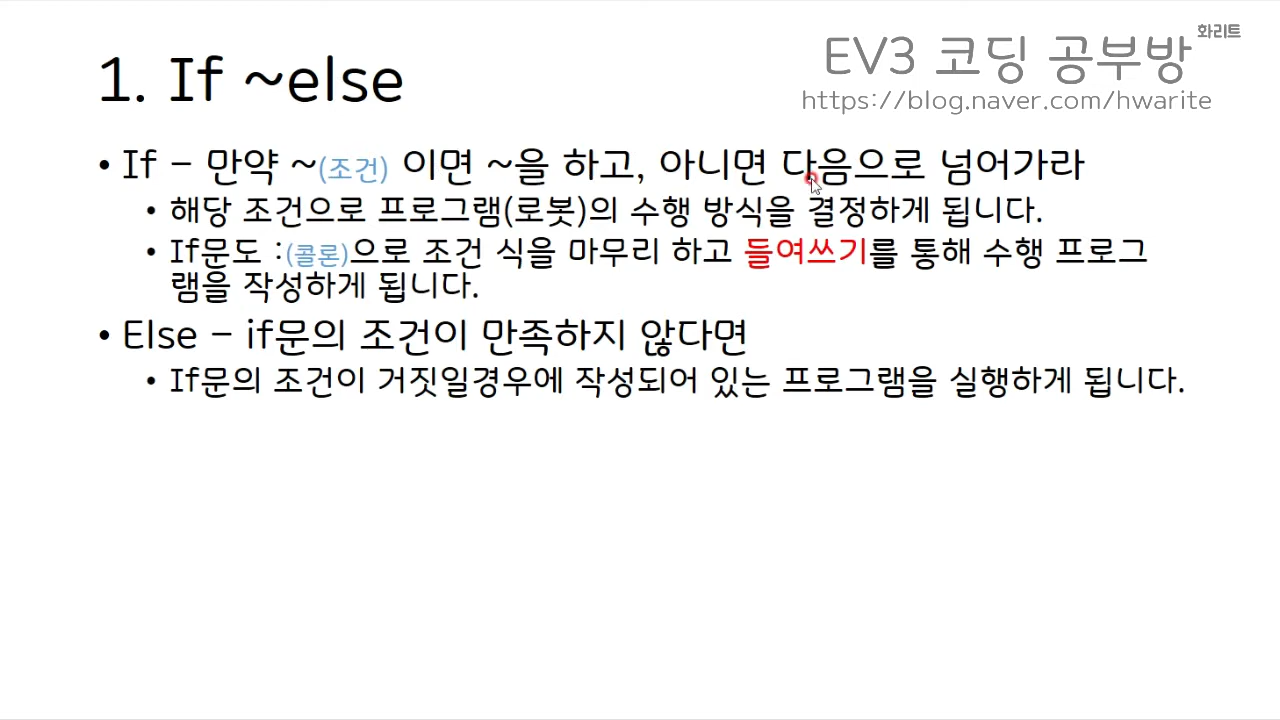 화리트
EV3 코딩 공부방
https://blog.naver.com/hwarite
1. If ~else
• If – 만약 ~(조건) 이면 ~을 하고, 아니면 다음으로 넘어가라
• 해당 조건으로 프로그램(로봇)의 수행 방식을 결정하게 됩니다.
• If문도 :(콜론)으로 조건 식을 마무리 하고 들여쓰기를 통해 수행 프로그
램을 작성하게 됩니다.
• Else – if문의 조건이 만족하지 않다면
• If문의 조건이 거짓일경우에 작성되어 있는 프로그램을 실행하게 됩니다.